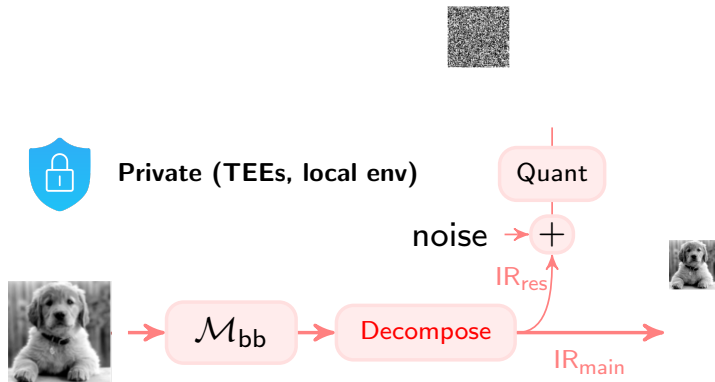 Private (TEEs, local env)
Quant
noise
+
IR_res
M_bb
Decompose
IR_main